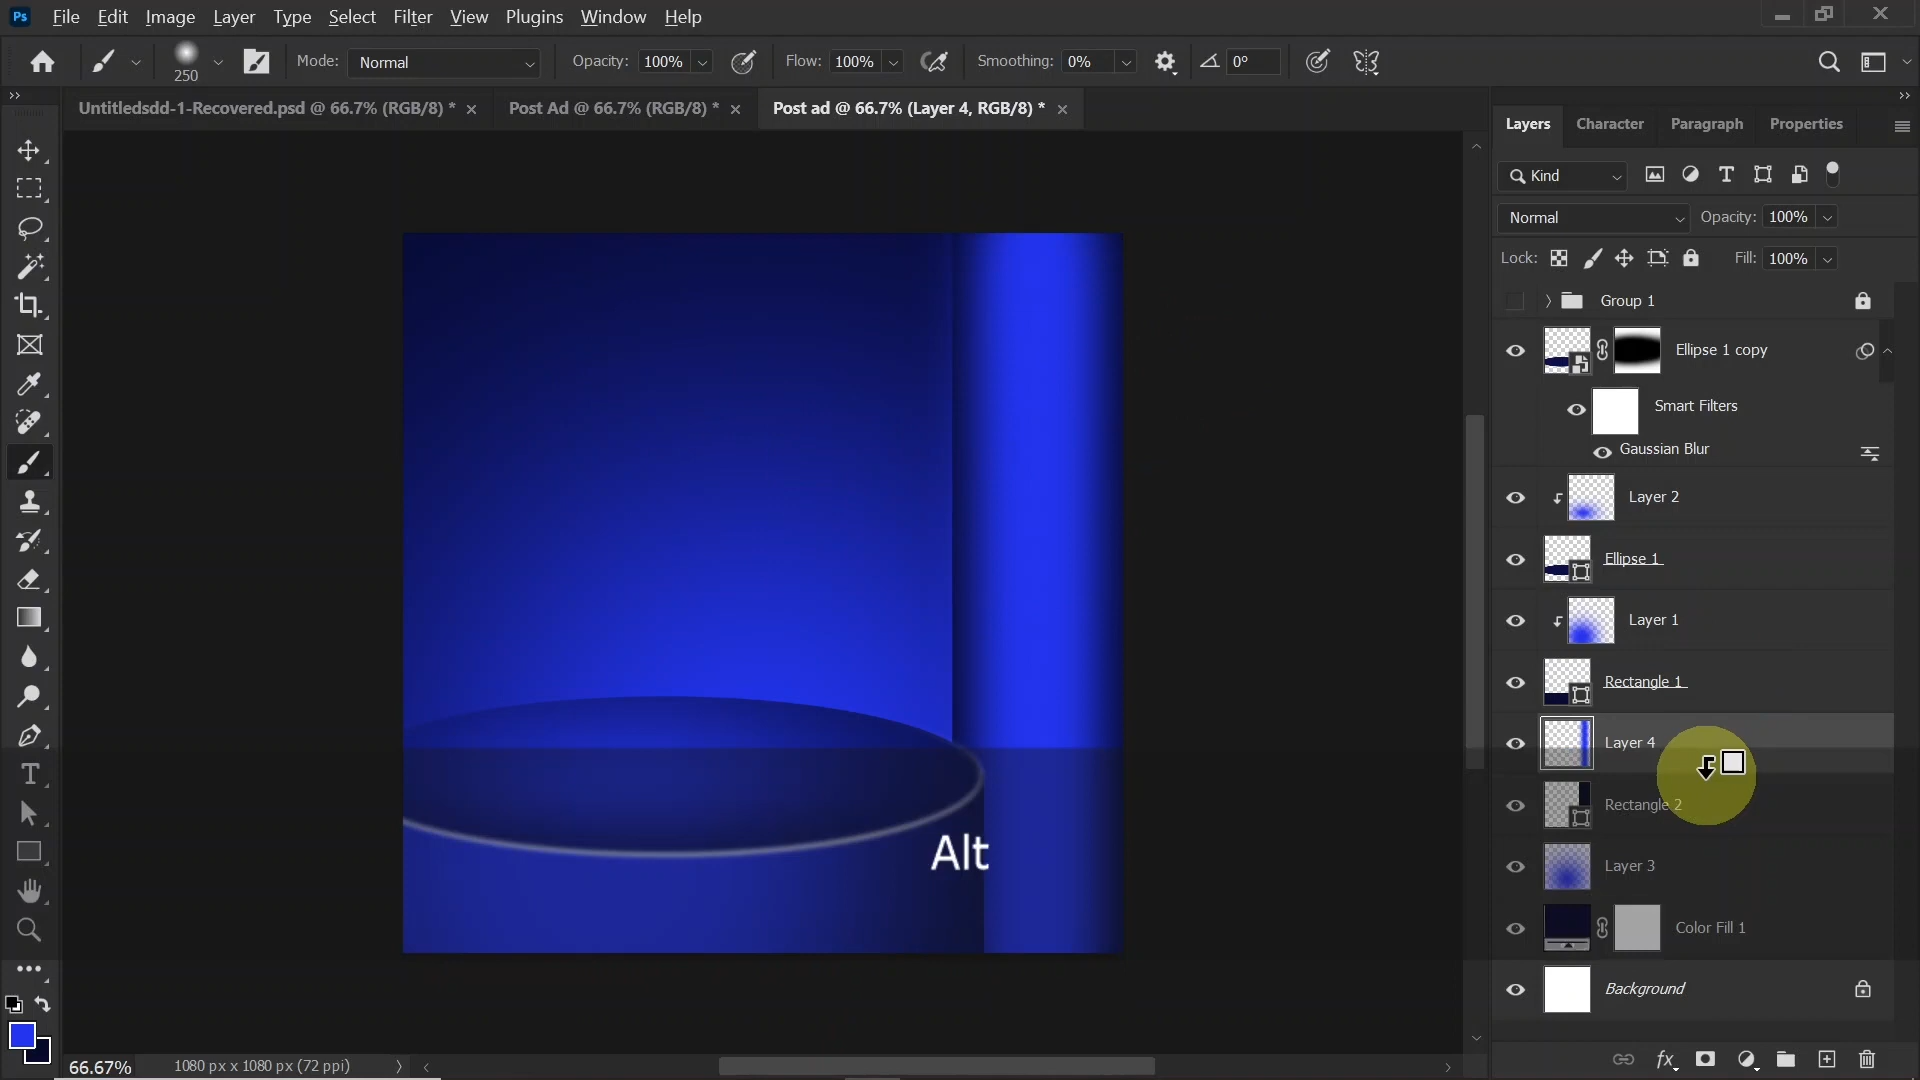 Ps File Edit Image Layer Type Select Filter View Plugins Window Help
250 Mode: Normal Opacity: 100% Flow: 100% Smoothing: 0% 0°
Untitledsdd-1-Recovered.psd @ 66.7% (RGB/8) * Post Ad @ 66.7% (RGB/8) * Post ad @ 66.7% (Layer 4, RGB/8) *
Layers Character Paragraph Properties
Kind
Normal Opacity: 100%
Lock: Fill: 100%
Group 1
Ellipse 1 copy
Smart Filters
Gaussian Blur
Layer 2
Ellipse 1
Layer 1
Rectangle 1
Layer 4
Rectangle 2
Alt
Layer 3
Color Fill 1
Background
66.67% 1080 px x 1080 px (72 ppi)
fx